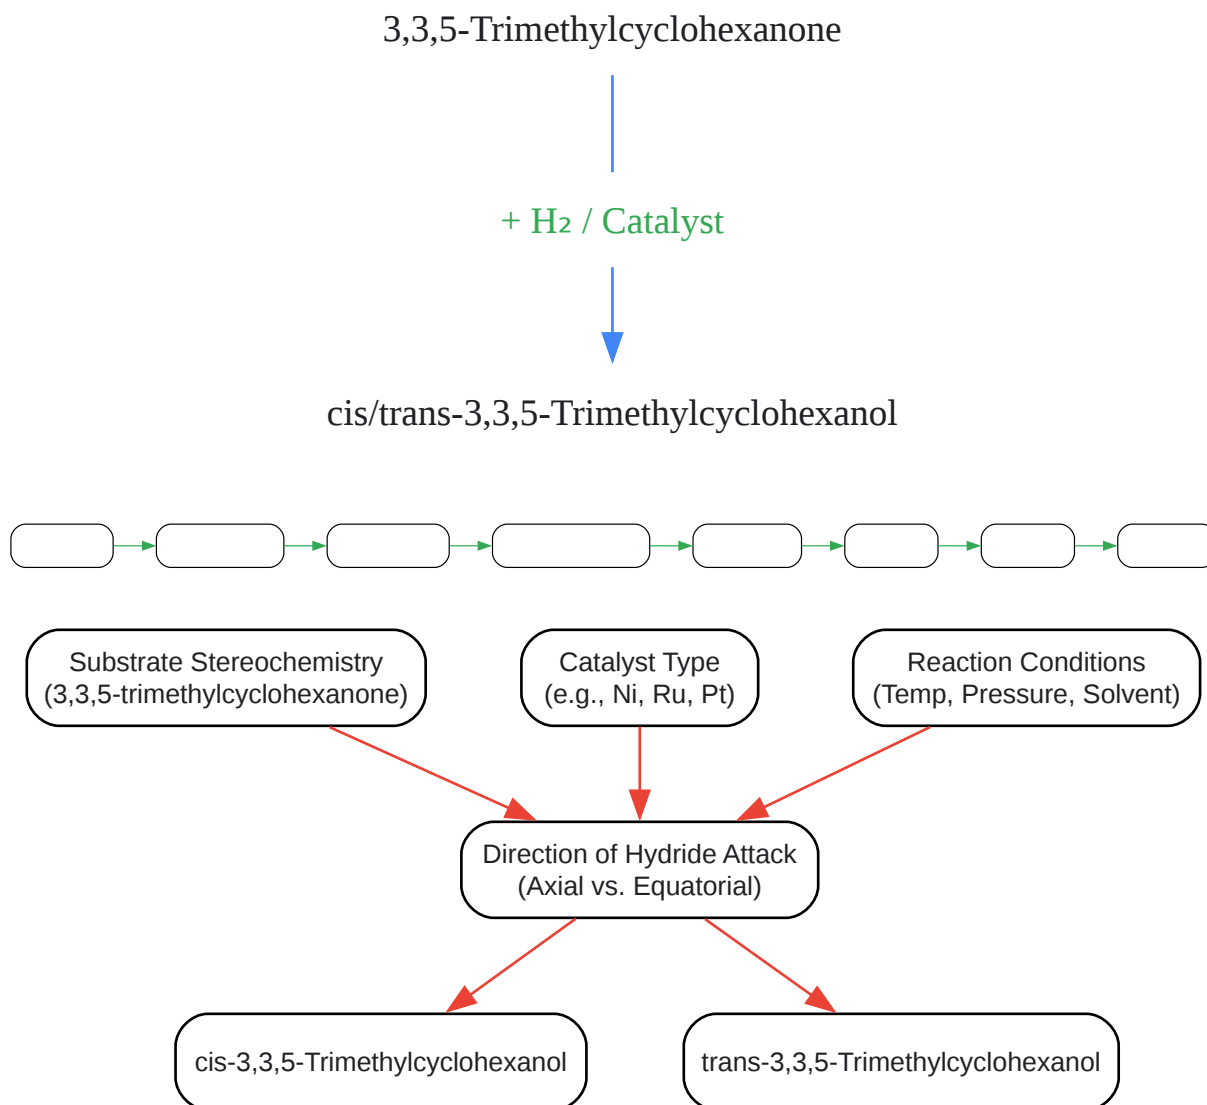 3,3,5-Trimethylcyclohexanone
+ H₂ / Catalyst
cis/trans-3,3,5-Trimethylcyclohexanol
Substrate Stereochemistry
(3,3,5-trimethylcyclohexanone)
Catalyst Type
(e.g., Ni, Ru, Pt)
Reaction Conditions
(Temp, Pressure, Solvent)
Direction of Hydride Attack
(Axial vs. Equatorial)
cis-3,3,5-Trimethylcyclohexanol
trans-3,3,5-Trimethylcyclohexanol